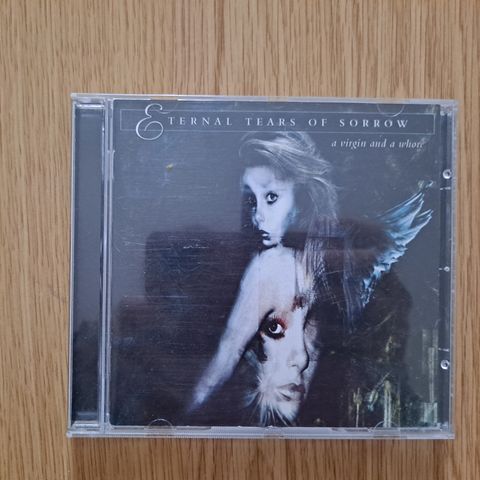 ETERNAL TEARS OF SORROW
a virgin and a whore